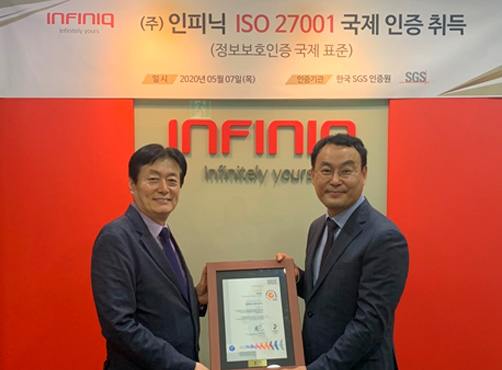 INFINIQ
Infinitely yours
(주) 인피닉 ISO 27001 국제 인증 취득
(정보보호인증 국제 표준)
일시 2020년 05월 07일(목)
인증기관 한국 SGS 인증원 SGS
INFINIQ
Infinitely yours